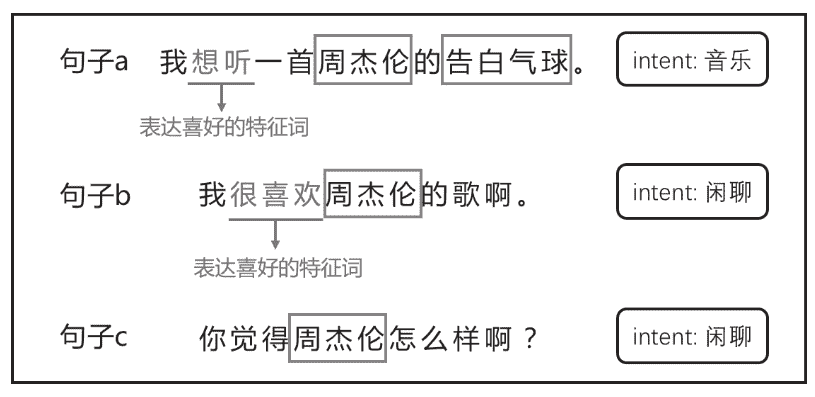 句子a 我想听一首周杰伦的告白气球。 intent: 音乐
表达喜好的特征词
句子b 我很喜欢周杰伦的歌啊。 intent: 闲聊
表达喜好的特征词
句子c 你觉得周杰伦怎么样啊？ intent: 闲聊